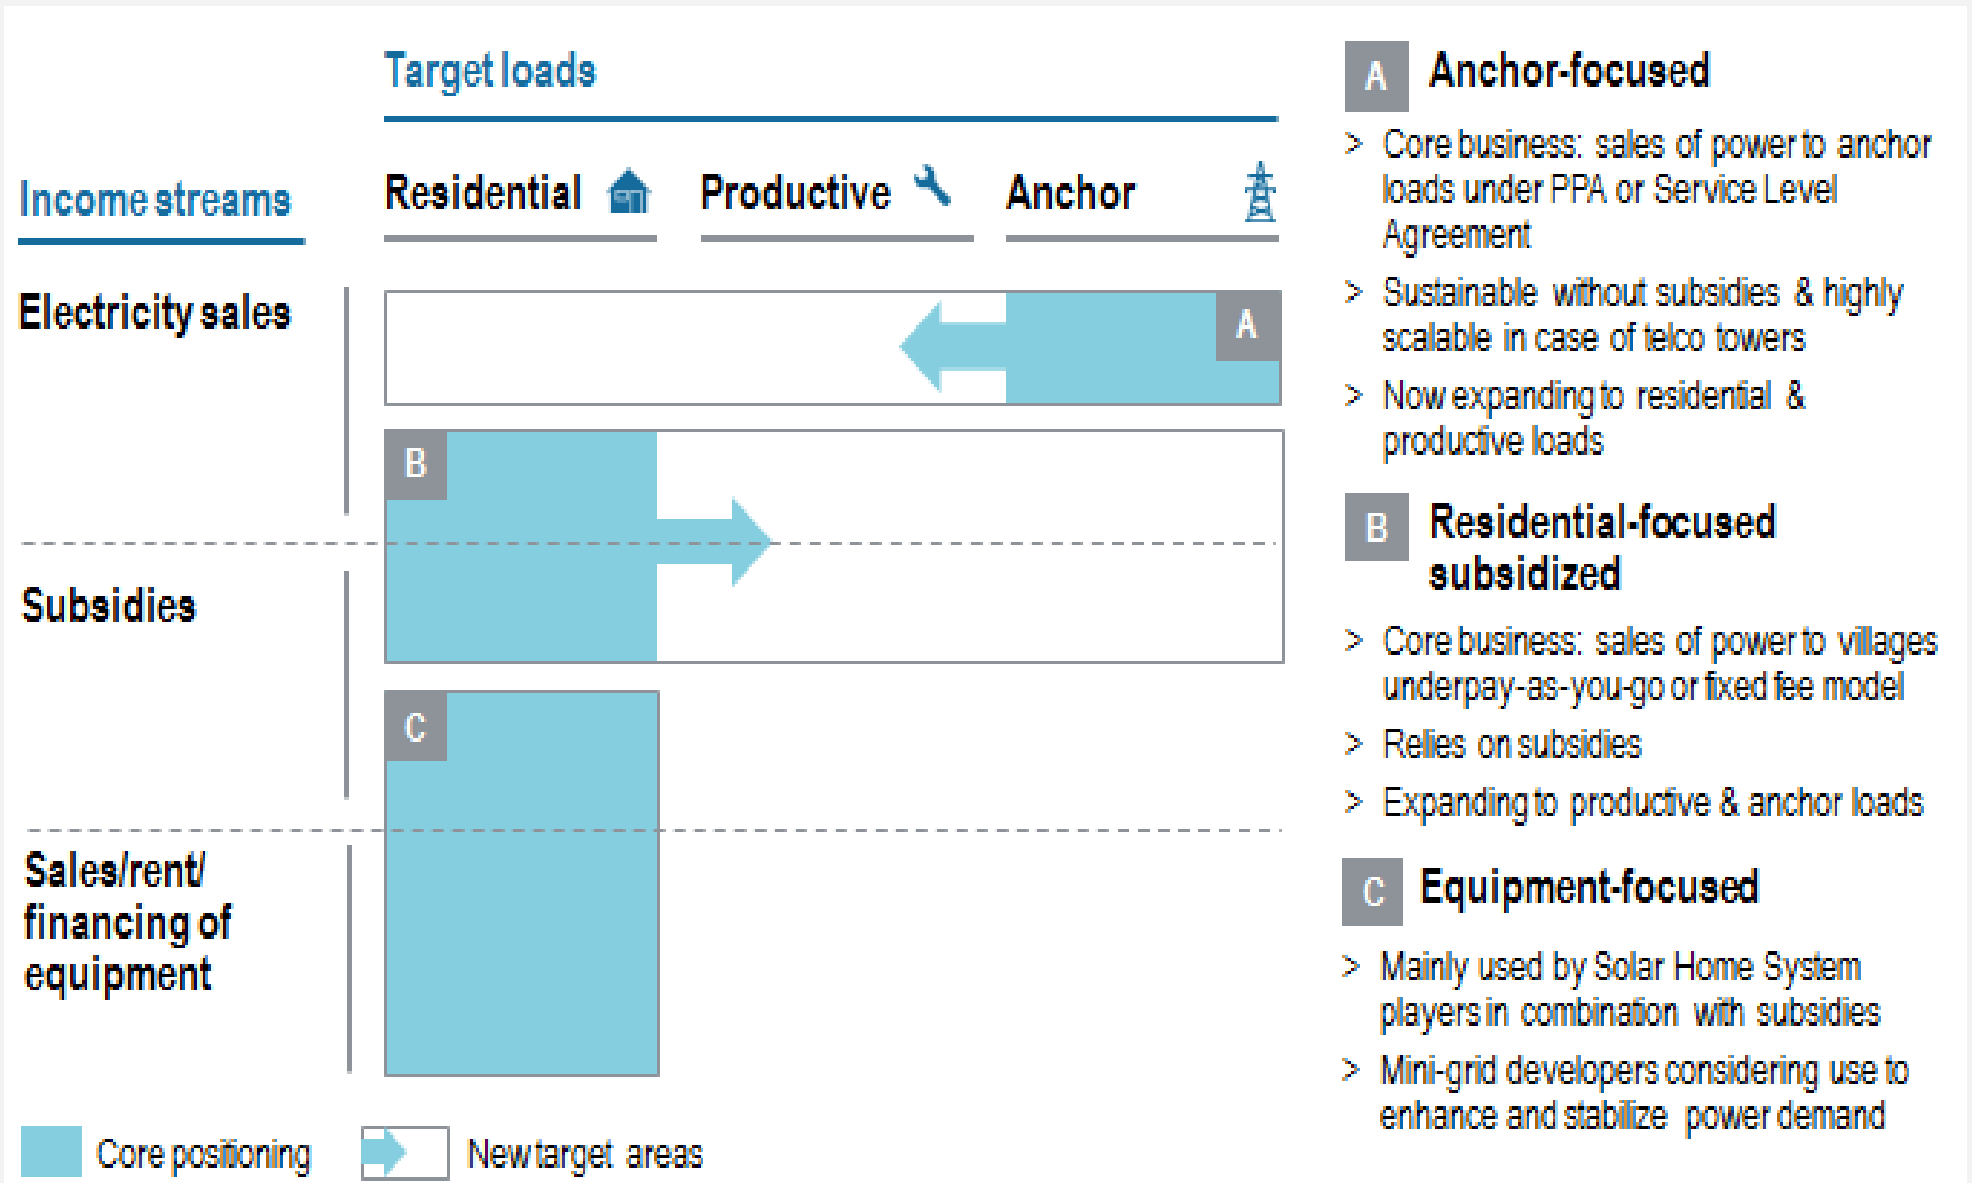 Target loads
Income streams
Residential
Productive
Anchor
Electricity sales
A
B
Subsidies
C
Sales/rent/
financing of
equipment
Core positioning
New target areas
A Anchor-focused
> Core business: sales of power to anchor
loads under PPA or Service Level
Agreement
> Sustainable without subsidies & highly
scalable in case of telco towers
> Now expanding to residential &
productive loads
B Residential-focused
subsidized
> Core business: sales of power to villages
underpay-as-you-go or fixed fee model
> Relies on subsidies
> Expanding to productive & anchor loads
C Equipment-focused
> Mainly used by Solar Home System
players in combination with subsidies
> Mini-grid developers considering use to
enhance and stabilize power demand